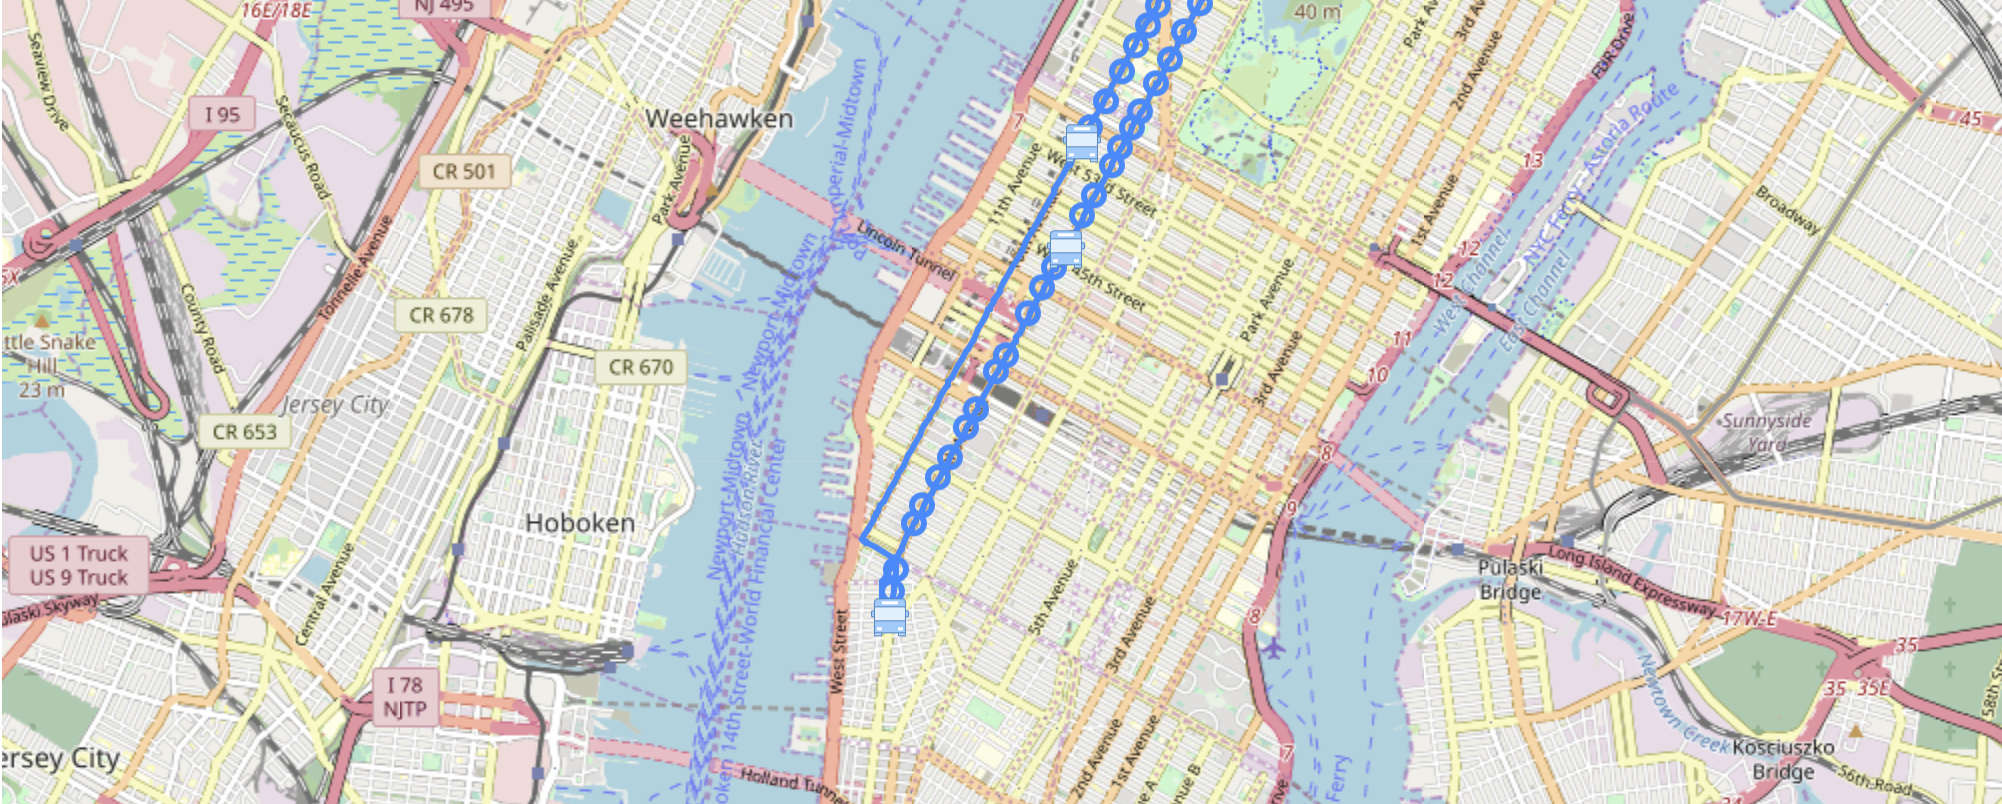 16E/18E
NJ 495
40 m
Park Av
3rd Av
2nd Avenue
FDR Drive
Seaview Drive
I 95
Secaucus Road
Weehawken
CR 501
Park Avenue
7
Imperial-Midtown
11th Avenue
West 53rd Street
13
Astoria Route
NYC Ferry
45
Broadway
1st Avenue
12
12
West Channel
East Channel
Lincoln Tunnel
45th Street
Park Avenue
Tonnelle Avenue
Palisade Avenue
County Road
5X
CR 678
ttle Snake
Hill
23 m
Newport-Midtown
CR 670
11
10
3rd Avenue
Jersey City
CR 653
Sunnyside
Yard
8
9
Newport-Midtown
Hudson River
Hoboken 14th Street-World Financial Center
Hoboken
US 1 Truck
US 9 Truck
ulaski Skyway
Central Avenue
5th Avenue
3rd Avenue
8
Pulaski
Bridge
Long Island Expressway
17W-E
35
35
35E
58th S
West Street
I 78
NJTP
Newtown Creek
Kosciuszko
Bridge
56th Road
34
ersey City
Holland Tunne
2nd Avenue
1st Avenue
e A
nue B
7
rive
Ferry